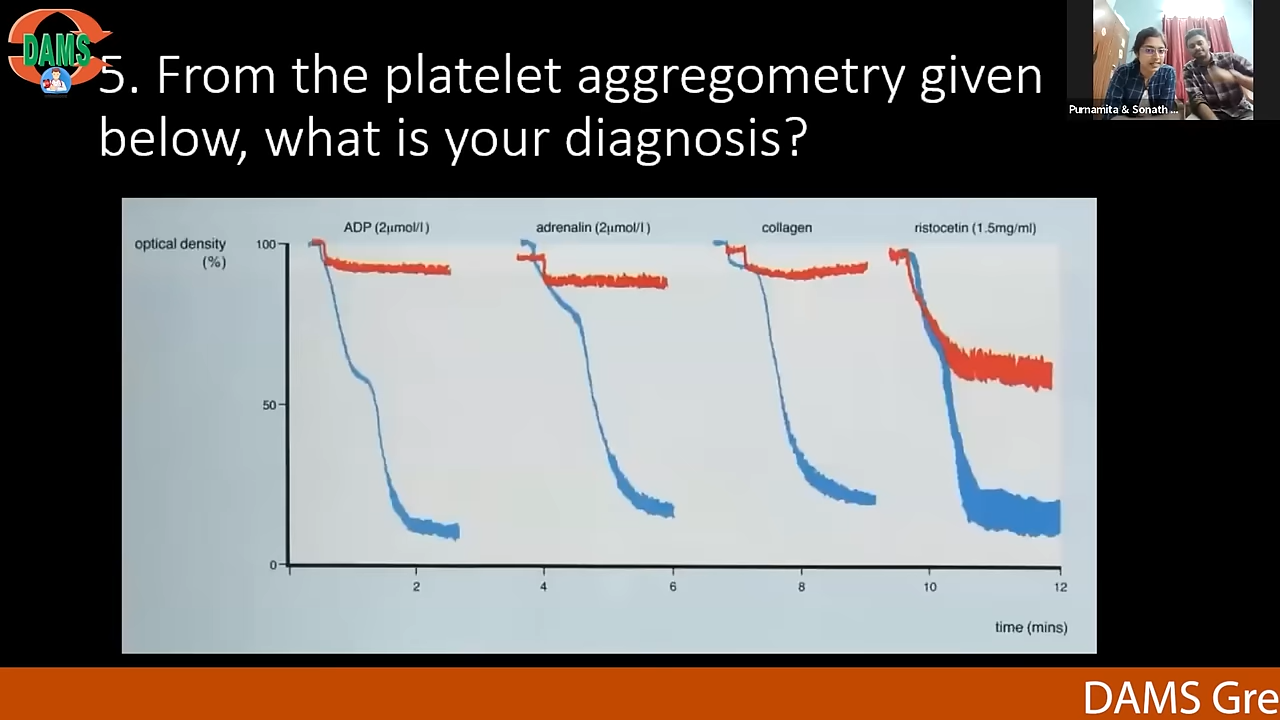 DAMS
5. From the platelet aggregometry given
below, what is your diagnosis?
Purnamita & Sonath ...
ADP (2µmol/l)
adrenalin (2µmol/l)
collagen
ristocetin (1.5mg/ml)
optical density
(%)
100
50
0
2
4
6
8
10
12
time (mins)
DAMS Gre